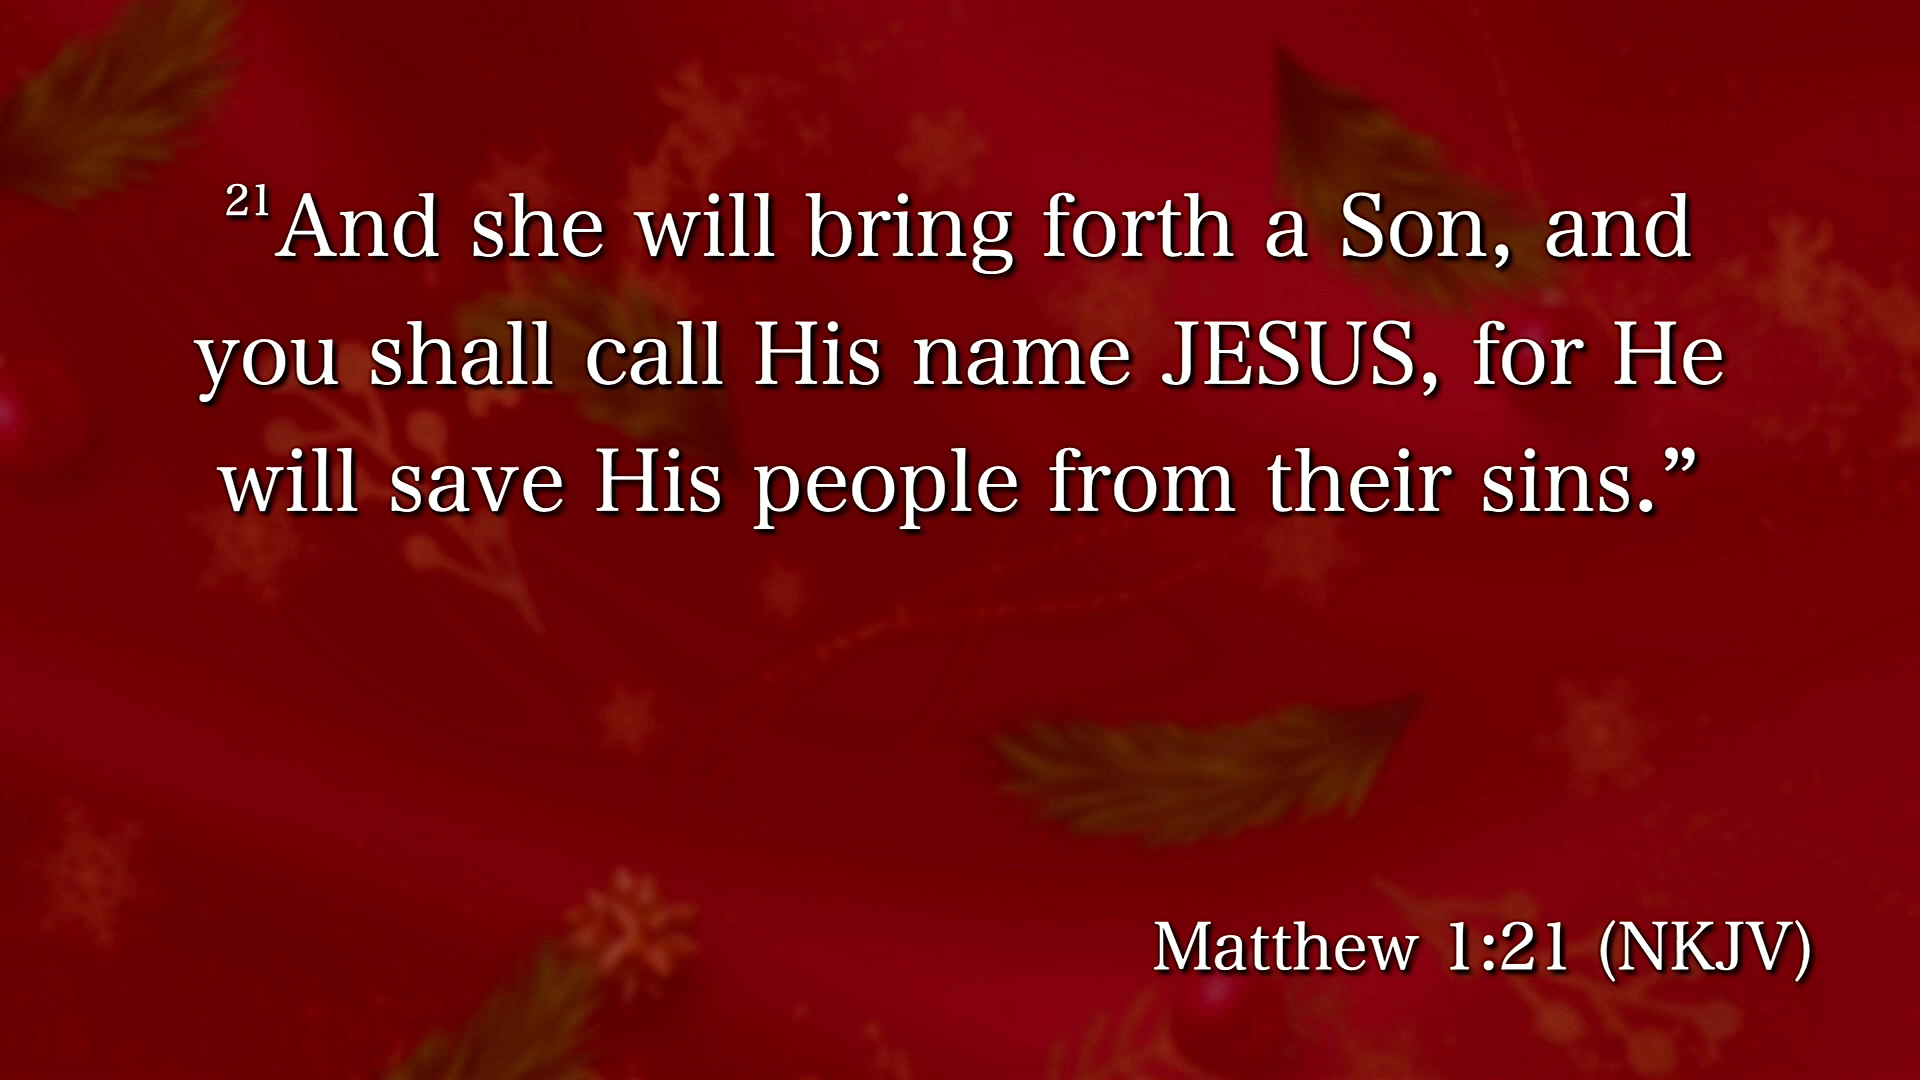 21And she will bring forth a Son, and
you shall call His name JESUS, for He
will save His people from their sins.”
Matthew 1:21 (NKJV)